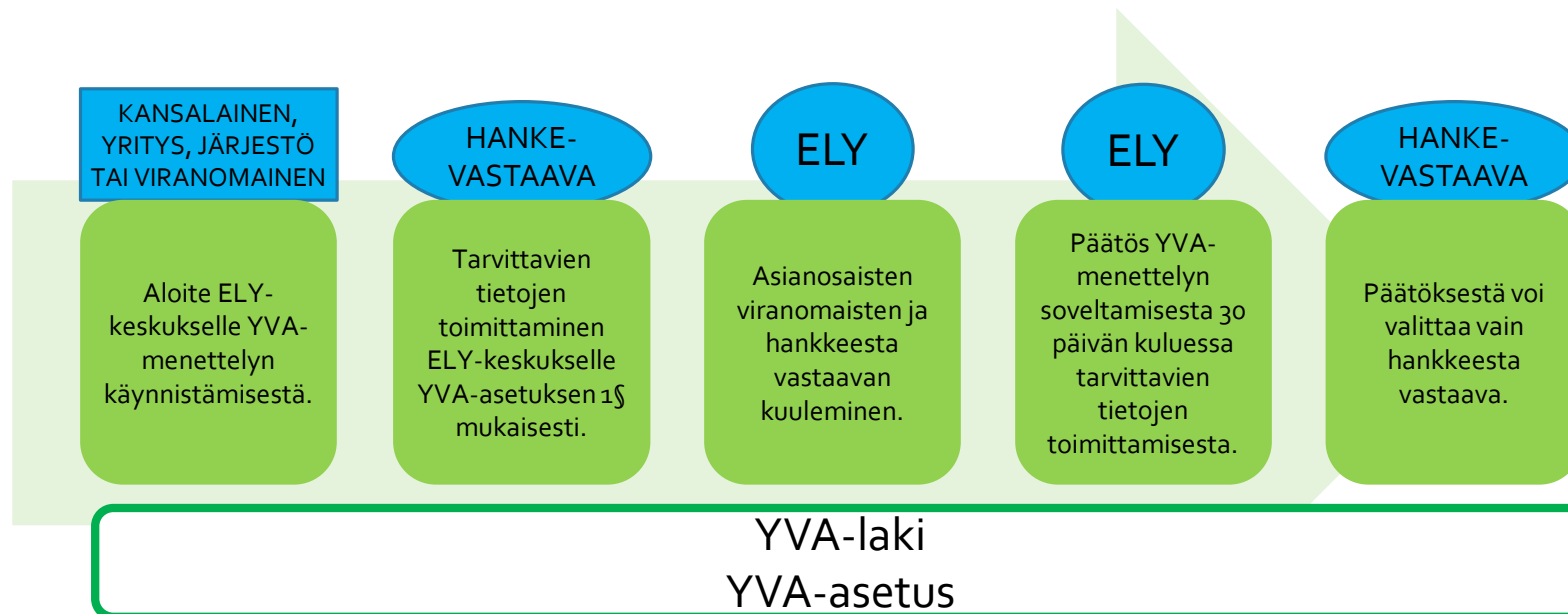 KANSALAINEN,
YRITYS, JÄRJESTÖ
TAI VIRANOMAINEN
Aloite ELY-
keskukselle YVA-
menettelyn
käynnistämisestä.
HANKE-
VASTAAVA
Tarvittavien
tietojen
toimittaminen
ELY-keskukselle
YVA-asetuksen 1§
mukaisesti.
ELY
Asianosaisten
viranomaisten ja
hankkeesta
vastaavan
kuuleminen.
ELY
Päätös YVA-
menettelyn
soveltamisesta 30
päivän kuluessa
tarvittavien
tietojen
toimittamisesta.
HANKE-
VASTAAVA
Päätöksestä voi
valittaa vain
hankkeesta
vastaava.
YVA-laki
YVA-asetus